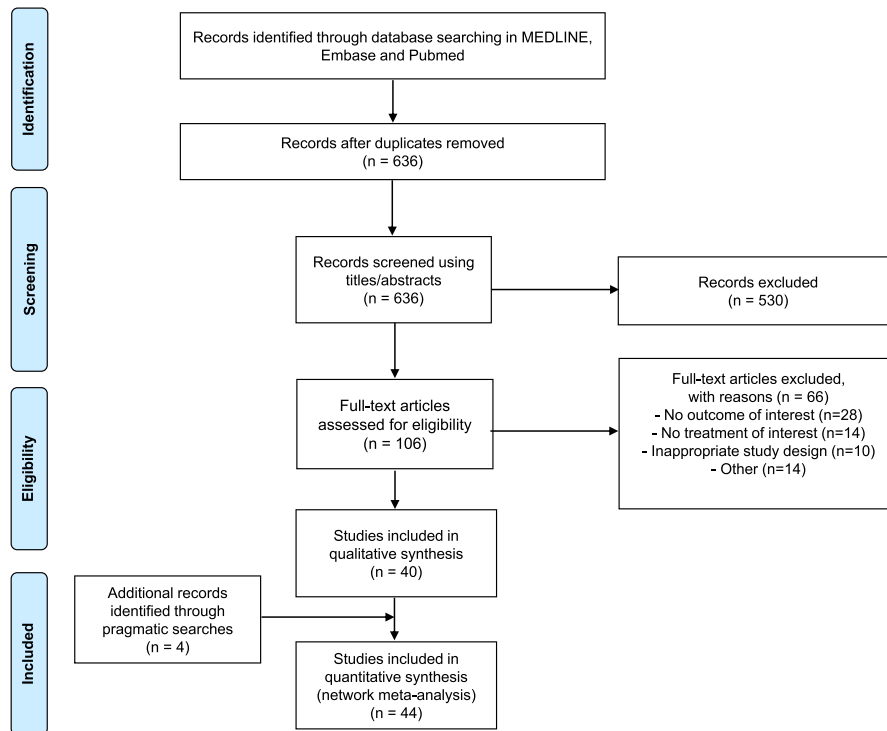 Identification
Records identified through database searching in MEDLINE,
Embase and Pubmed
Records after duplicates removed
(n = 636)
Screening
Records screened using
titles/abstracts
(n = 636)
Records excluded
(n = 530)
Eligibility
Full-text articles
assessed for eligibility
(n = 106)
Full-text articles excluded,
with reasons (n = 66)
- No outcome of interest (n=28)
- No treatment of interest (n=14)
- Inappropriate study design (n=10)
- Other (n=14)
Studies included in
qualitative synthesis
(n = 40)
Included
Additional records
identified through
pragmatic searches
(n = 4)
Studies included in
quantitative synthesis
(network meta-analysis)
(n = 44)